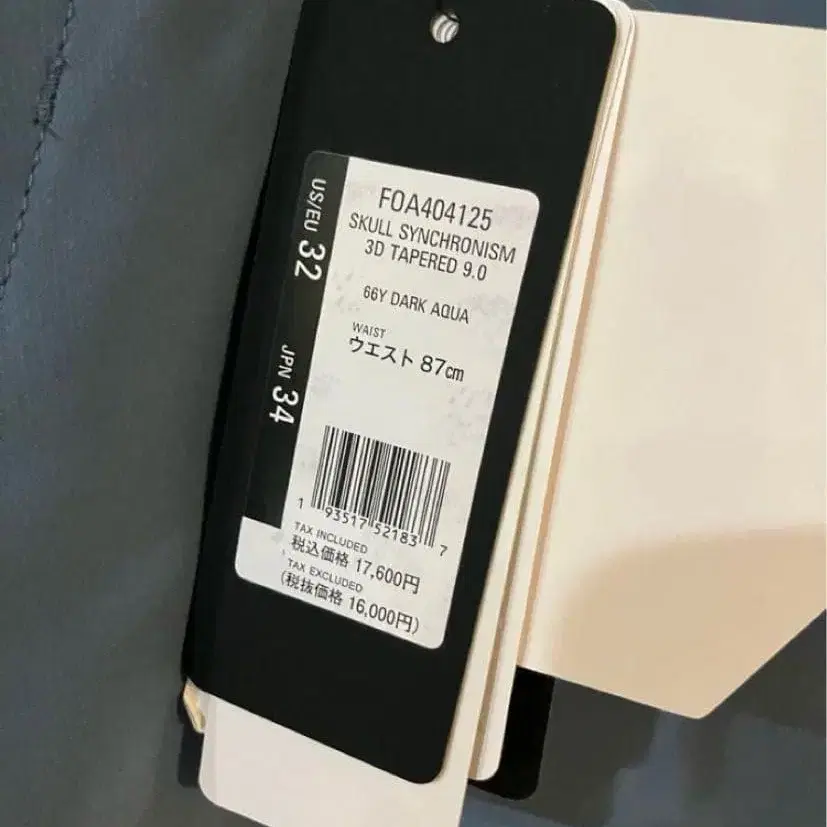 US/EU 32
JPN 34
FOA404125
SKULL SYNCHRONISM
3D TAPERED 9.0
66Y DARK AQUA
WAIST
ウエスト 87cm
1 93517 52183 7
TAX INCLUDED
税込価格 17,600円
TAX EXCLUDED
(税抜価格 16,000円)